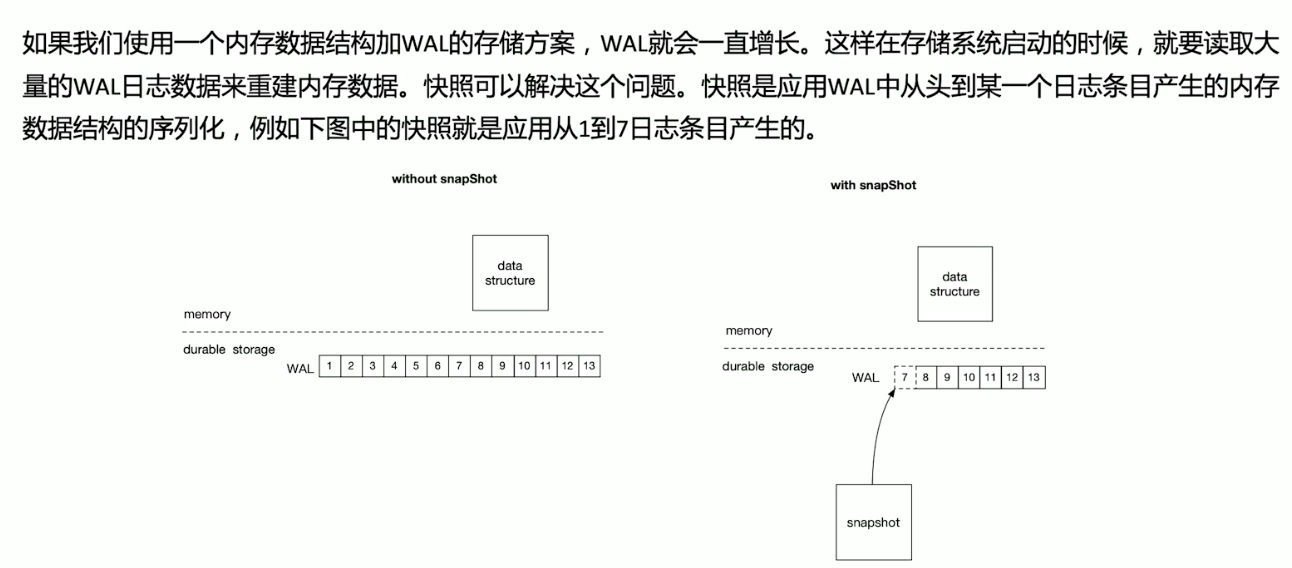 如果我们使用一个内存数据结构加WAL的存储方案，WAL就会一直增长。这样在存储系统启动的时候，就要读取大
量的WAL日志数据来重建内存数据。快照可以解决这个问题。快照是应用WAL中从头到某一个日志条目产生的内存
数据结构的序列化，例如下图中的快照就是应用从1到7日志条目产生的。
without snapShot
data
structure
memory
durable storage
WAL 1 2 3 4 5 6 7 8 9 10 11 12 13
with snapShot
data
structure
memory
durable storage
WAL 7 8 9 10 11 12 13
snapshot